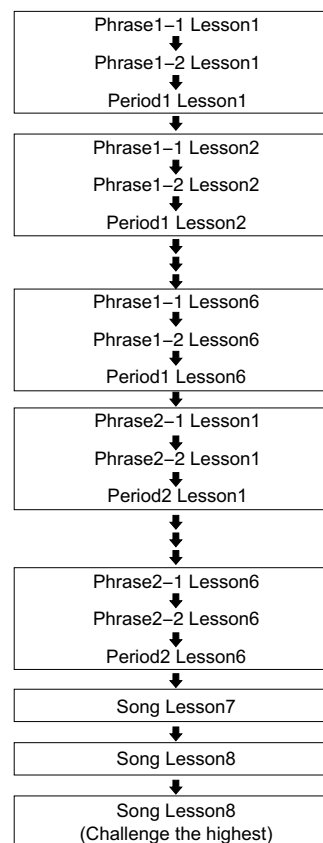 Phrase1–1 Lesson1
Phrase1–2 Lesson1
Period1 Lesson1
Phrase1–1 Lesson2
Phrase1–2 Lesson2
Period1 Lesson2
Phrase1–1 Lesson6
Phrase1–2 Lesson6
Period1 Lesson6
Phrase2–1 Lesson1
Phrase2–2 Lesson1
Period2 Lesson1
Phrase2–1 Lesson6
Phrase2–2 Lesson6
Period2 Lesson6
Song Lesson7
Song Lesson8
Song Lesson8
(Challenge the highest)